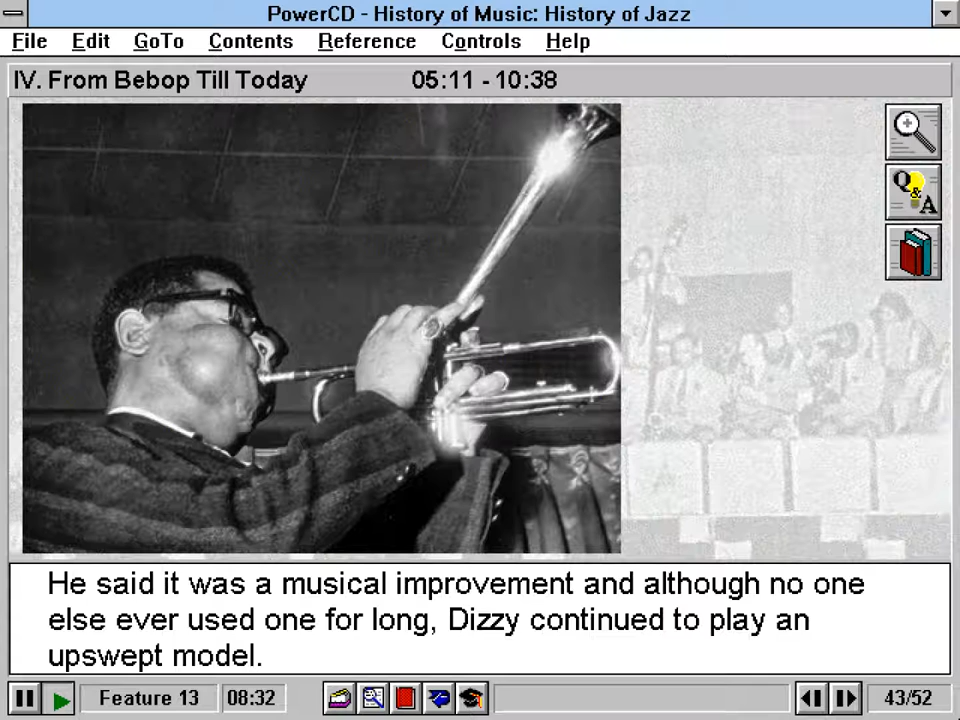 PowerCD - History of Music: History of Jazz
File Edit GoTo Contents Reference Controls Help
IV. From Bebop Till Today 05:11 - 10:38
Q & A
He said it was a musical improvement and although no one
else ever used one for long, Dizzy continued to play an
upswept model.
Feature 13 08:32 43/52